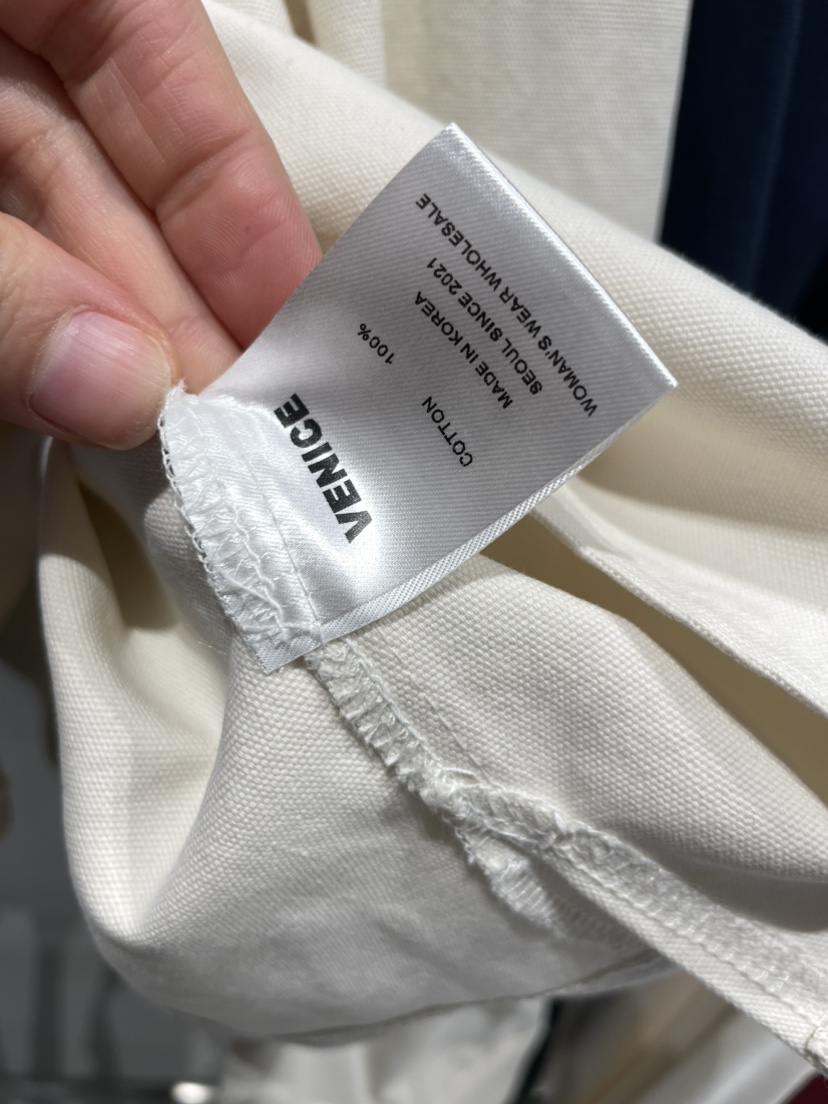 VENICE
COTTON 100%
MADE IN KOREA
SEOUL SINCE 2021
WOMAN'S WEAR WHOLESALE